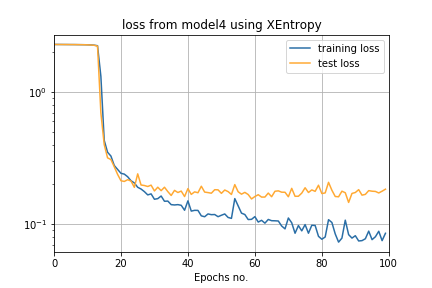 loss from model4 using XEntropy
training loss
test loss
10⁰
10⁻¹
0 20 40 60 80 100
Epochs no.